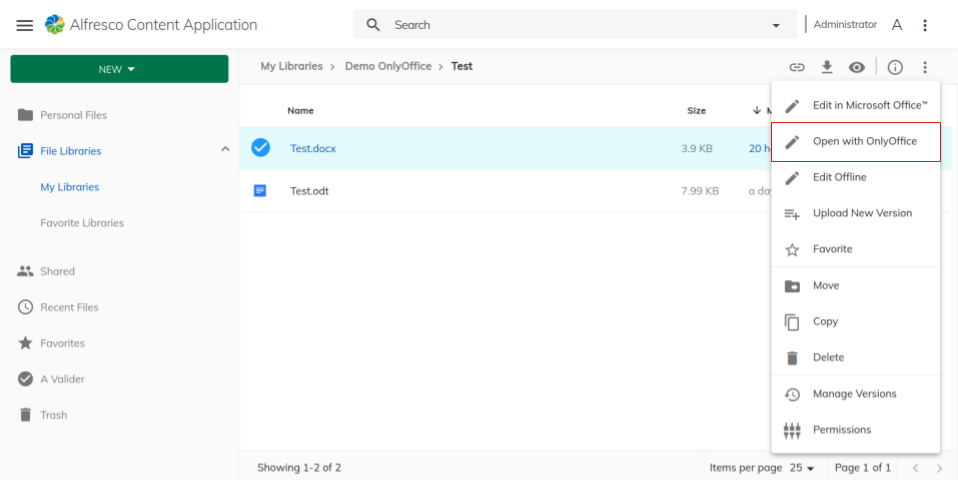 Alfresco Content Application
Search
Administrator A
NEW
My Libraries > Demo OnlyOffice > Test
Personal Files
File Libraries
My Libraries
Favorite Libraries
Shared
Recent Files
Favorites
A Valider
Trash
Name Size
Test.docx 3.9 KB 20
Test.odt 7.99 KB a
Edit in Microsoft Office™
Open with OnlyOffice
Edit Offline
Upload New Version
Favorite
Move
Copy
Delete
Manage Versions
Permissions
Showing 1-2 of 2
Items per page 25
Page 1 of 1